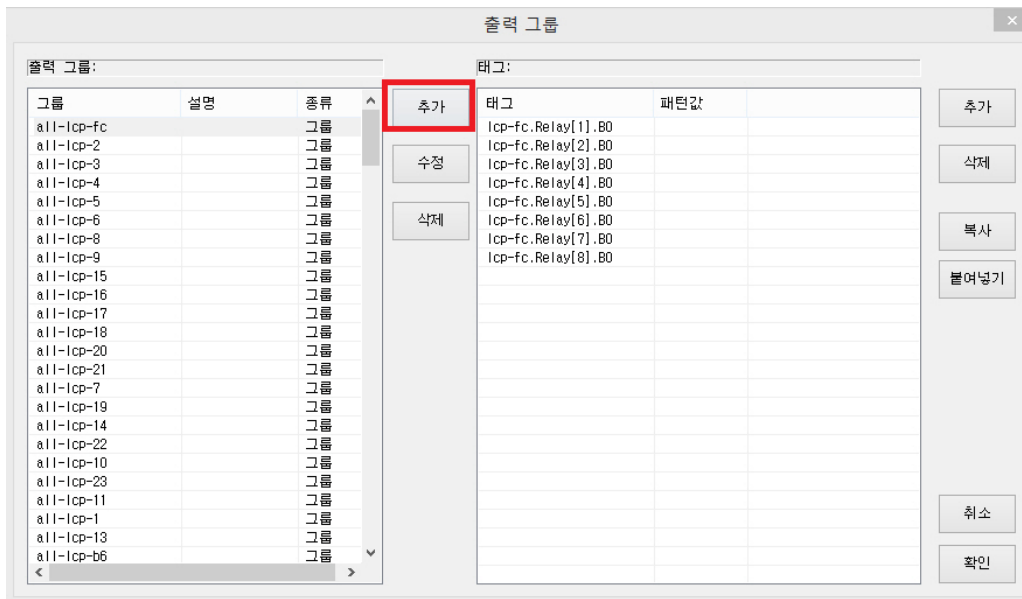 출력 그룹
출력 그룹:
그룹 설명 종류
all-lcp-fc 그룹
all-lcp-2 그룹
all-lcp-3 그룹
all-lcp-4 그룹
all-lcp-5 그룹
all-lcp-6 그룹
all-lcp-8 그룹
all-lcp-9 그룹
all-lcp-15 그룹
all-lcp-16 그룹
all-lcp-17 그룹
all-lcp-18 그룹
all-lcp-20 그룹
all-lcp-21 그룹
all-lcp-7 그룹
all-lcp-19 그룹
all-lcp-14 그룹
all-lcp-22 그룹
all-lcp-10 그룹
all-lcp-23 그룹
all-lcp-11 그룹
all-lcp-1 그룹
all-lcp-13 그룹
all-lcp-b6 그룹
추가
수정
삭제
태그:
태그 패턴값
lcp-fc.Relay[1].BO
lcp-fc.Relay[2].BO
lcp-fc.Relay[3].BO
lcp-fc.Relay[4].BO
lcp-fc.Relay[5].BO
lcp-fc.Relay[6].BO
lcp-fc.Relay[7].BO
lcp-fc.Relay[8].BO
추가
삭제
복사
붙여넣기
취소
확인